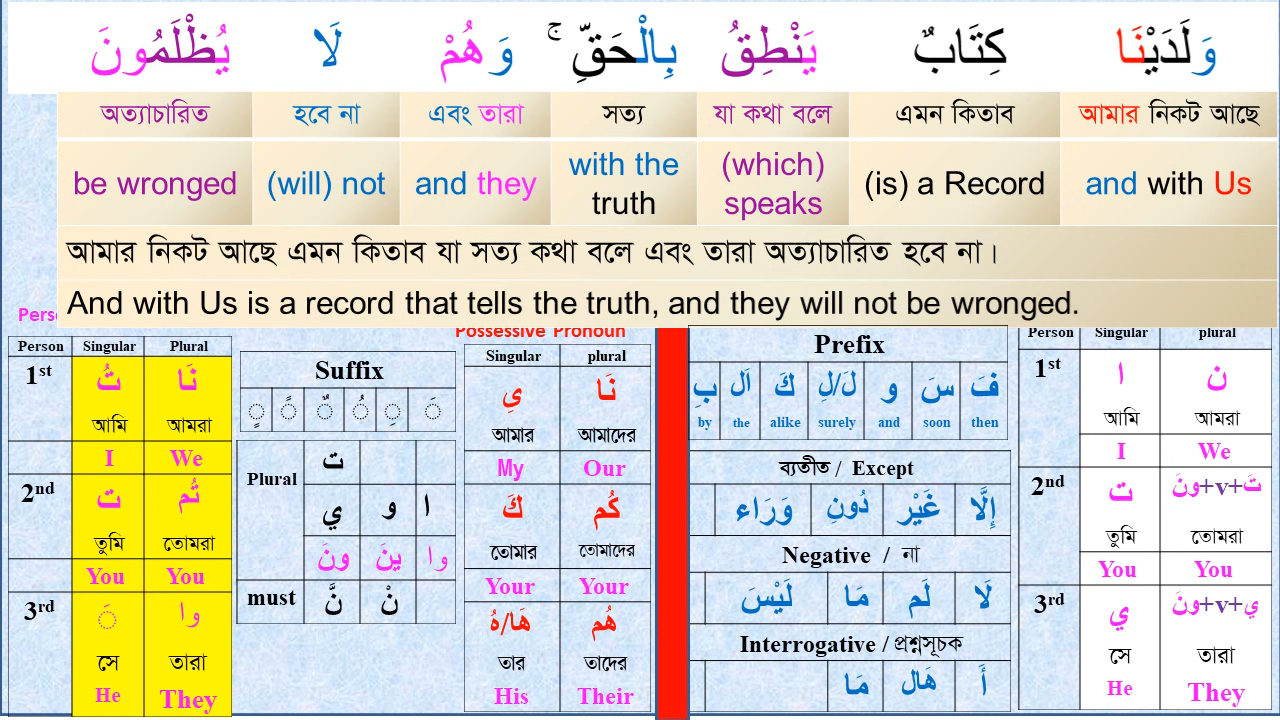 وَلَدَيْنَا كِتَابٌ يَنْطِقُ بِالْحَقِّ ۚ وَهُمْ لَا يُظْلَمُونَ
অত্যাচারিত হবে না এবং তারা সত্য যা কথা বলে এমন কিতাব আমার নিকট আছে
be wronged (will) not and they with the truth (which) speaks (is) a Record and with Us
আমার নিকট আছে এমন কিতাব যা সত্য কথা বলে এবং তারা অত্যাচারিত হবে না।
And with Us is a record that tells the truth, and they will not be wronged.
Person Singular Plural
1st تُ نَا
আমি আমরা
I We
2nd ت تُم
তুমি তোমরা
You You
3rd َ وا
সে তারা
He They
Suffix
ٍ ً ٌ ُ ِ َ
Plural ت
ي و ا
ونَ ينَ وا
must نَّ نْ
Possessive Pronoun
Singular plural
يِ نَا
আমার আমাদের
My Our
كَ كُم
তোমার তোমাদের
Your Your
هَا/هُ هُم
তার তাদের
His Their
Prefix
فَ سَ و لَ/لِ كَ اَل بِ
by the alike surely and soon then
ব্যতীত / Except
إِلَّا غَيْر دُونِ وَرَاء
Negative / না
لَا لَم مَا لَيْسَ
Interrogative / প্রশ্নসূচক
أَ هَال مَا
Person Singular plural
1st ا ن
আমি আমরা
I We
2nd ت تَ+v+ونَ
তুমি তোমরা
You You
3rd ي ي+v+ونَ
সে তারা
He They